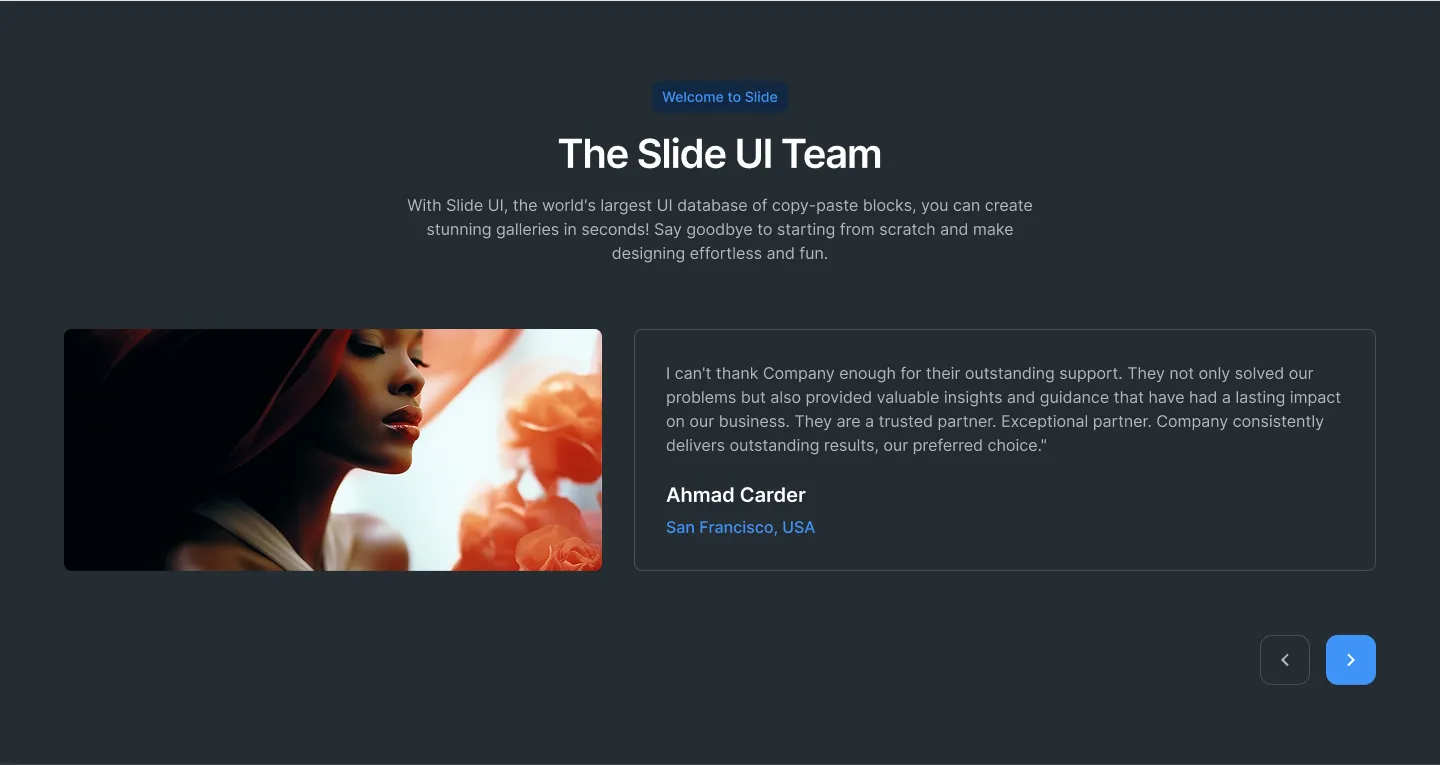 Welcome to Slide
The Slide UI Team
With Slide UI, the world's largest UI database of copy-paste blocks, you can create
stunning galleries in seconds! Say goodbye to starting from scratch and make
designing effortless and fun.
I can't thank Company enough for their outstanding support. They not only solved our
problems but also provided valuable insights and guidance that have had a lasting impact
on our business. They are a trusted partner. Exceptional partner. Company consistently
delivers outstanding results, our preferred choice."
Ahmad Carder
San Francisco, USA